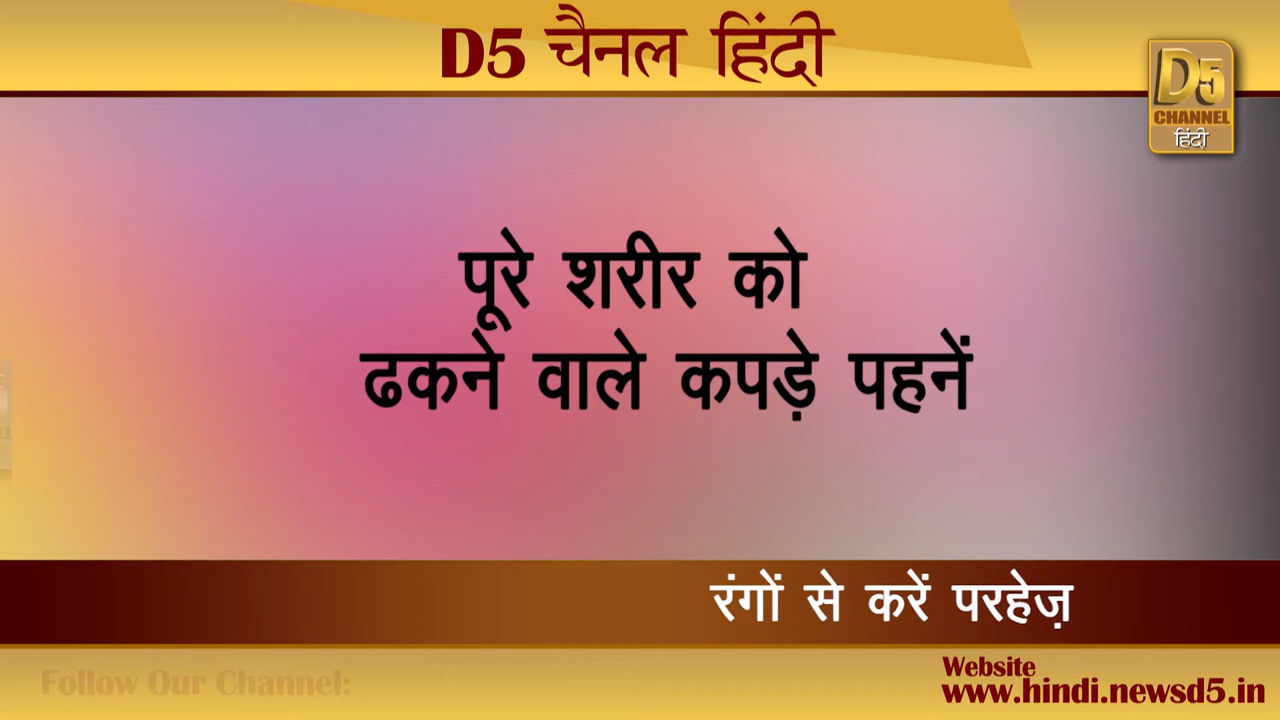 D5 चैनल हिंदी
D5
CHANNEL
हिंदी
पूरे शरीर को
ढकने वाले कपड़े पहनें
रंगों से करें परहेज़
Follow Our Channel:
Website
www.hindi.newsd5.in